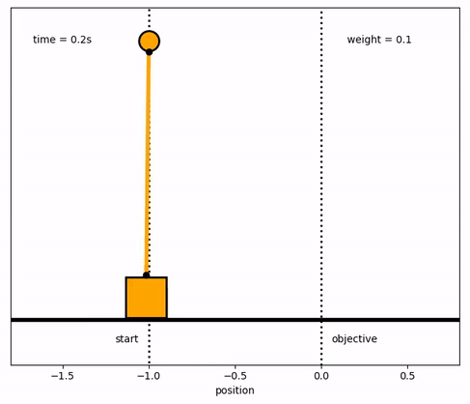 time = 0.2s
weight = 0.1
start
objective
−1.5
−1.0
−0.5
0.0
0.5
position